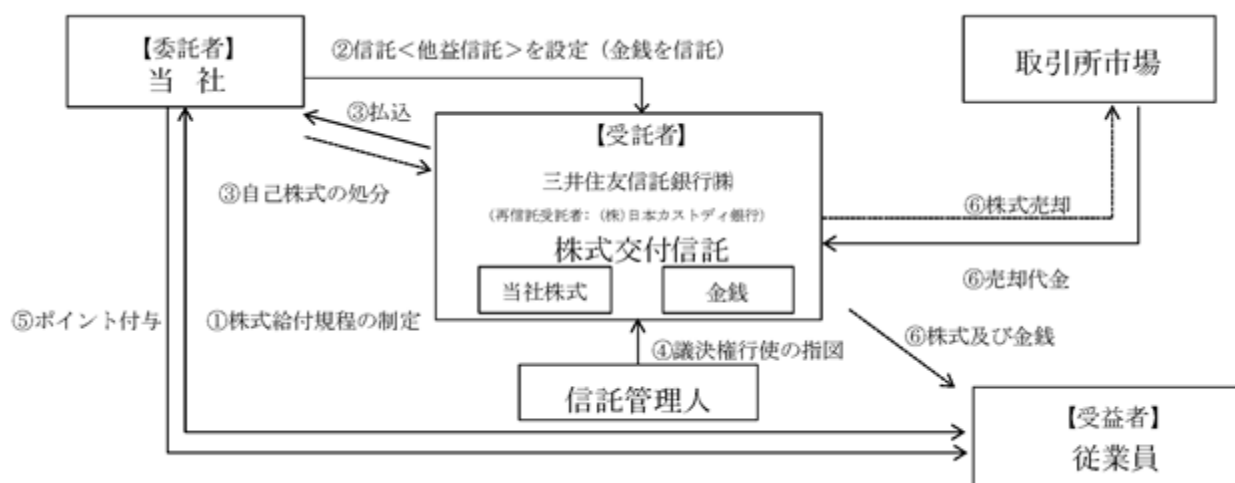 【委託者】
当 社
②信託<他益信託>を設定（金銭を信託）
取引所市場
③払込
③自己株式の処分
【受託者】
三井住友信託銀行㈱
(再信託受託者：(株)日本カストディ銀行)
株式交付信託
当社株式
金銭
⑥株式売却
⑥売却代金
⑤ポイント付与
①株式給付規程の制定
④議決権行使の指図
⑥株式及び金銭
信託管理人
【受益者】
従業員